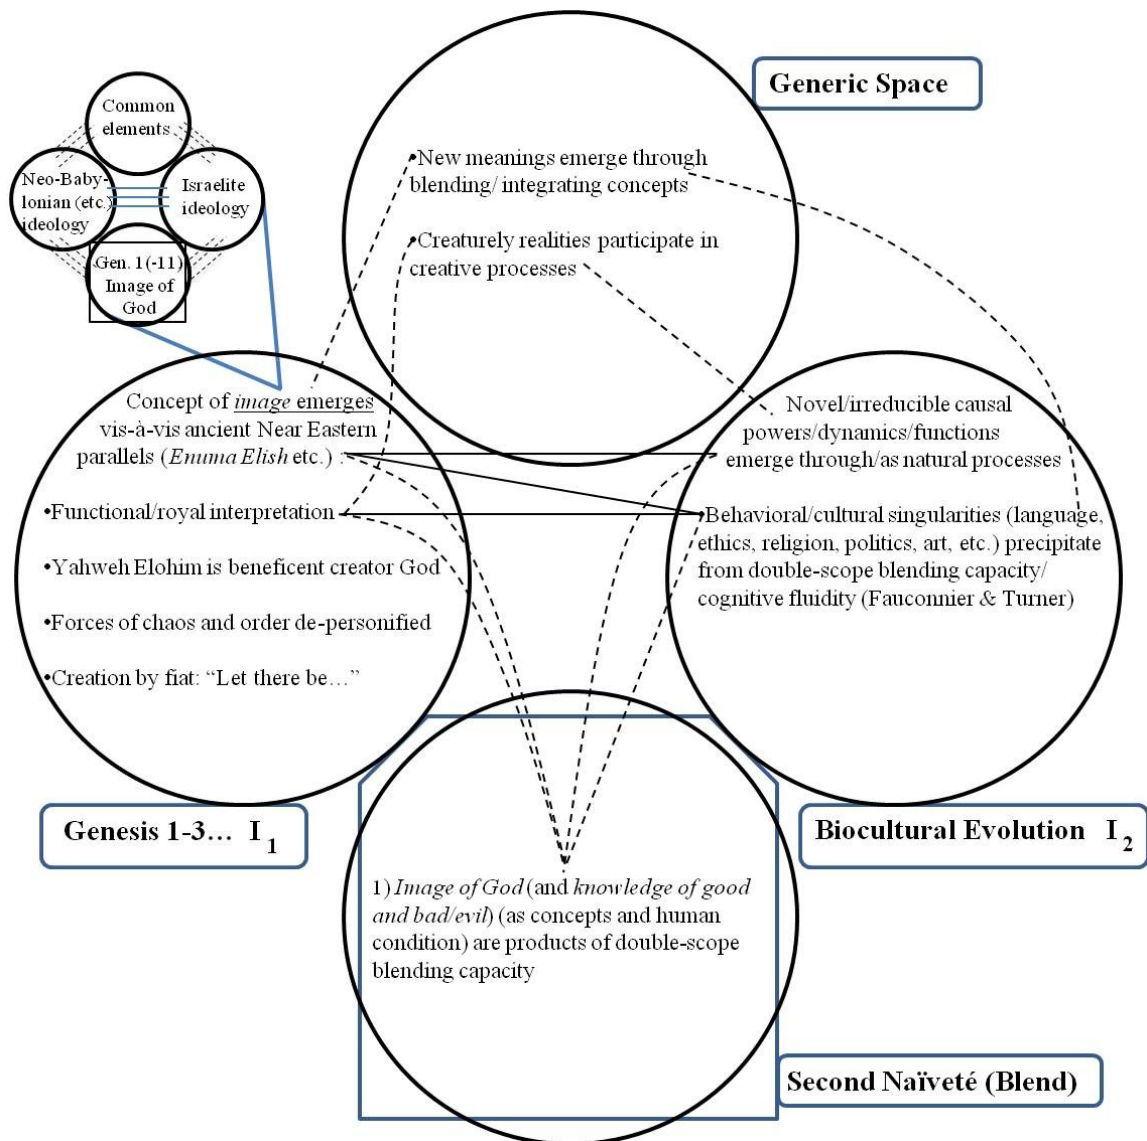 Generic Space
Common
elements
Neo-Baby-
lonian (etc.)
ideology
Israelite
ideology
Gen. 1(-11)
Image of
God
•New meanings emerge through
blending/ integrating concepts
•Creaturely realities participate in
creative processes
Concept of image emerges
vis-à-vis ancient Near Eastern
parallels (Enuma Elish etc.) :
•Functional/royal interpretation
•Yahweh Elohim is beneficent creator God
•Forces of chaos and order de-personified
•Creation by fiat: “Let there be…”
Novel/irreducible causal
powers/dynamics/functions
emerge through/as natural processes
•Behavioral/cultural singularities (language,
ethics, religion, politics, art, etc.) precipitate
from double-scope blending capacity/
cognitive fluidity (Fauconnier & Turner)
Genesis 1-3… I1
Biocultural Evolution I2
1) Image of God (and knowledge of good
and bad/evil) (as concepts and human
condition) are products of double-scope
blending capacity
Second Naïveté (Blend)